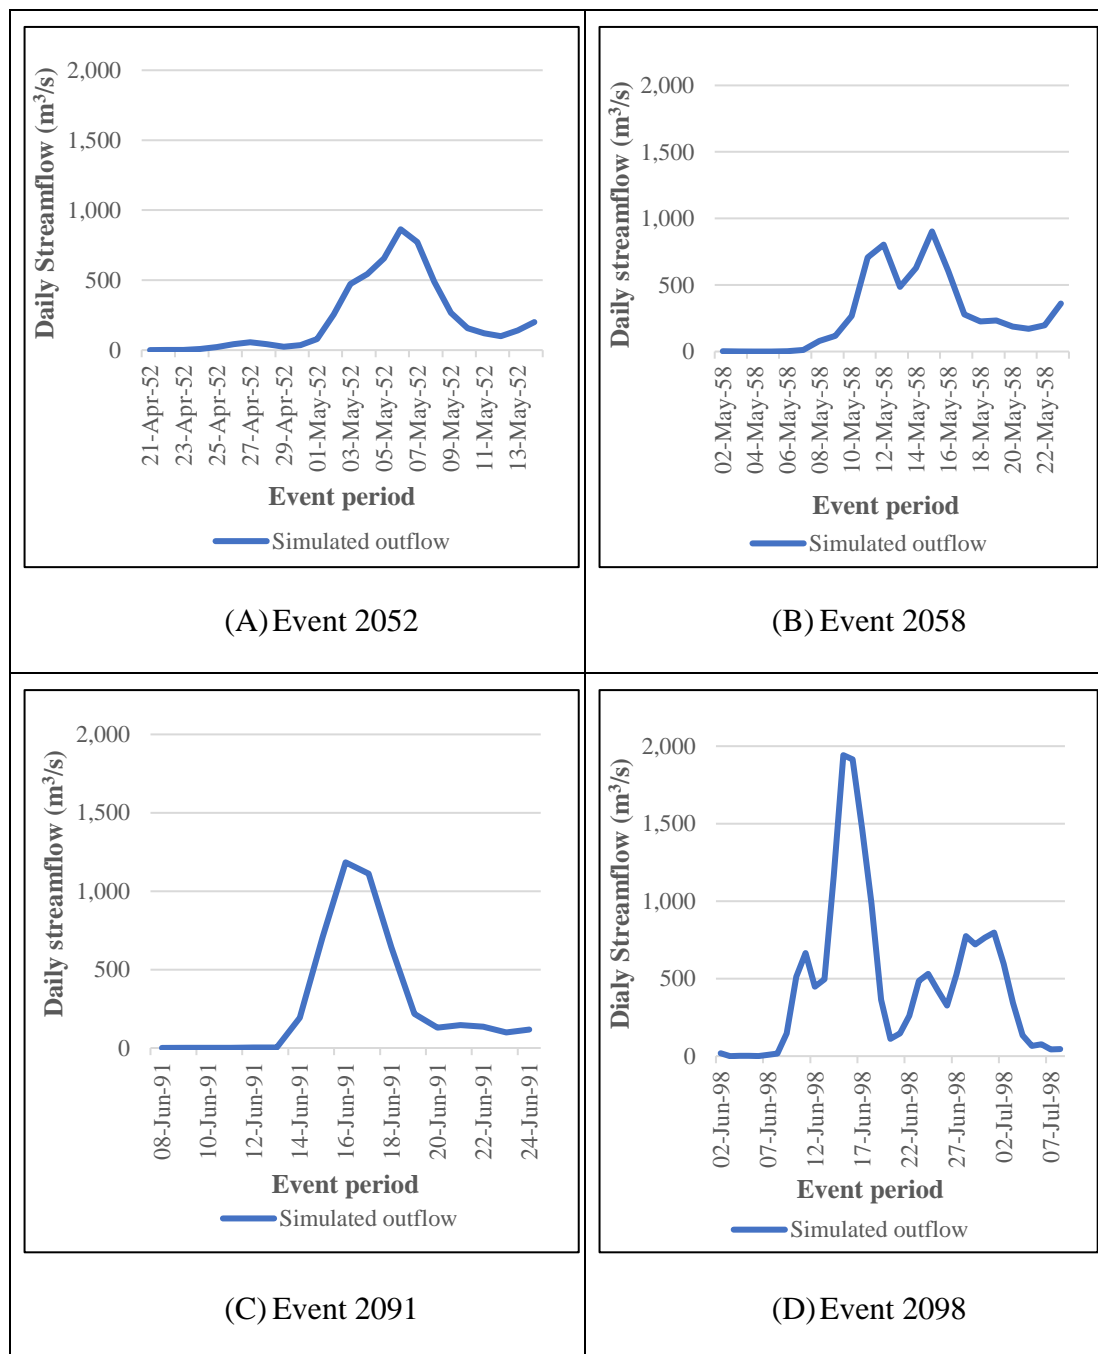 Daily Streamflow (m³/s)
2,000
1,500
1,000
500
0
21-Apr-52
23-Apr-52
25-Apr-52
27-Apr-52
29-Apr-52
01-May-52
03-May-52
05-May-52
07-May-52
09-May-52
11-May-52
13-May-52
Event period
Simulated outflow
(A) Event 2052
Daily streamflow (m³/s)
2,000
1,500
1,000
500
0
02-May-58
04-May-58
06-May-58
08-May-58
10-May-58
12-May-58
14-May-58
16-May-58
18-May-58
20-May-58
22-May-58
Event period
Simulated outflow
(B) Event 2058
Daily streamflow (m³/s)
2,000
1,500
1,000
500
0
08-Jun-91
10-Jun-91
12-Jun-91
14-Jun-91
16-Jun-91
18-Jun-91
20-Jun-91
22-Jun-91
24-Jun-91
Event period
Simulated outflow
(C) Event 2091
Dialy Streamflow (m³/s)
2,000
1,500
1,000
500
0
02-Jun-98
07-Jun-98
12-Jun-98
17-Jun-98
22-Jun-98
27-Jun-98
02-Jul-98
07-Jul-98
Event period
Simulated outflow
(D) Event 2098